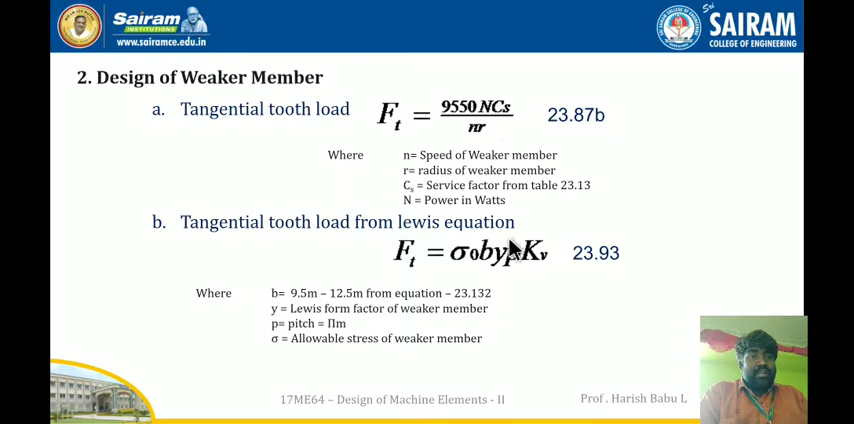 Sairam
INSTITUTIONS
www.sairamce.edu.in
Sri
SAIRAM
COLLEGE OF ENGINEERING
2. Design of Weaker Member
a. Tangential tooth load Ft = 9550 NCs / nr 23.87b
Where n= Speed of Weaker member
r= radius of weaker member
Cs = Service factor from table 23.13
N = Power in Watts
b. Tangential tooth load from lewis equation
Ft = σ0bypKv 23.93
Where b= 9.5m – 12.5m from equation – 23.132
y = Lewis form factor of weaker member
p= pitch = Πm
σ = Allowable stress of weaker member
17ME64 – Design of Machine Elements - II
Prof . Harish Babu L